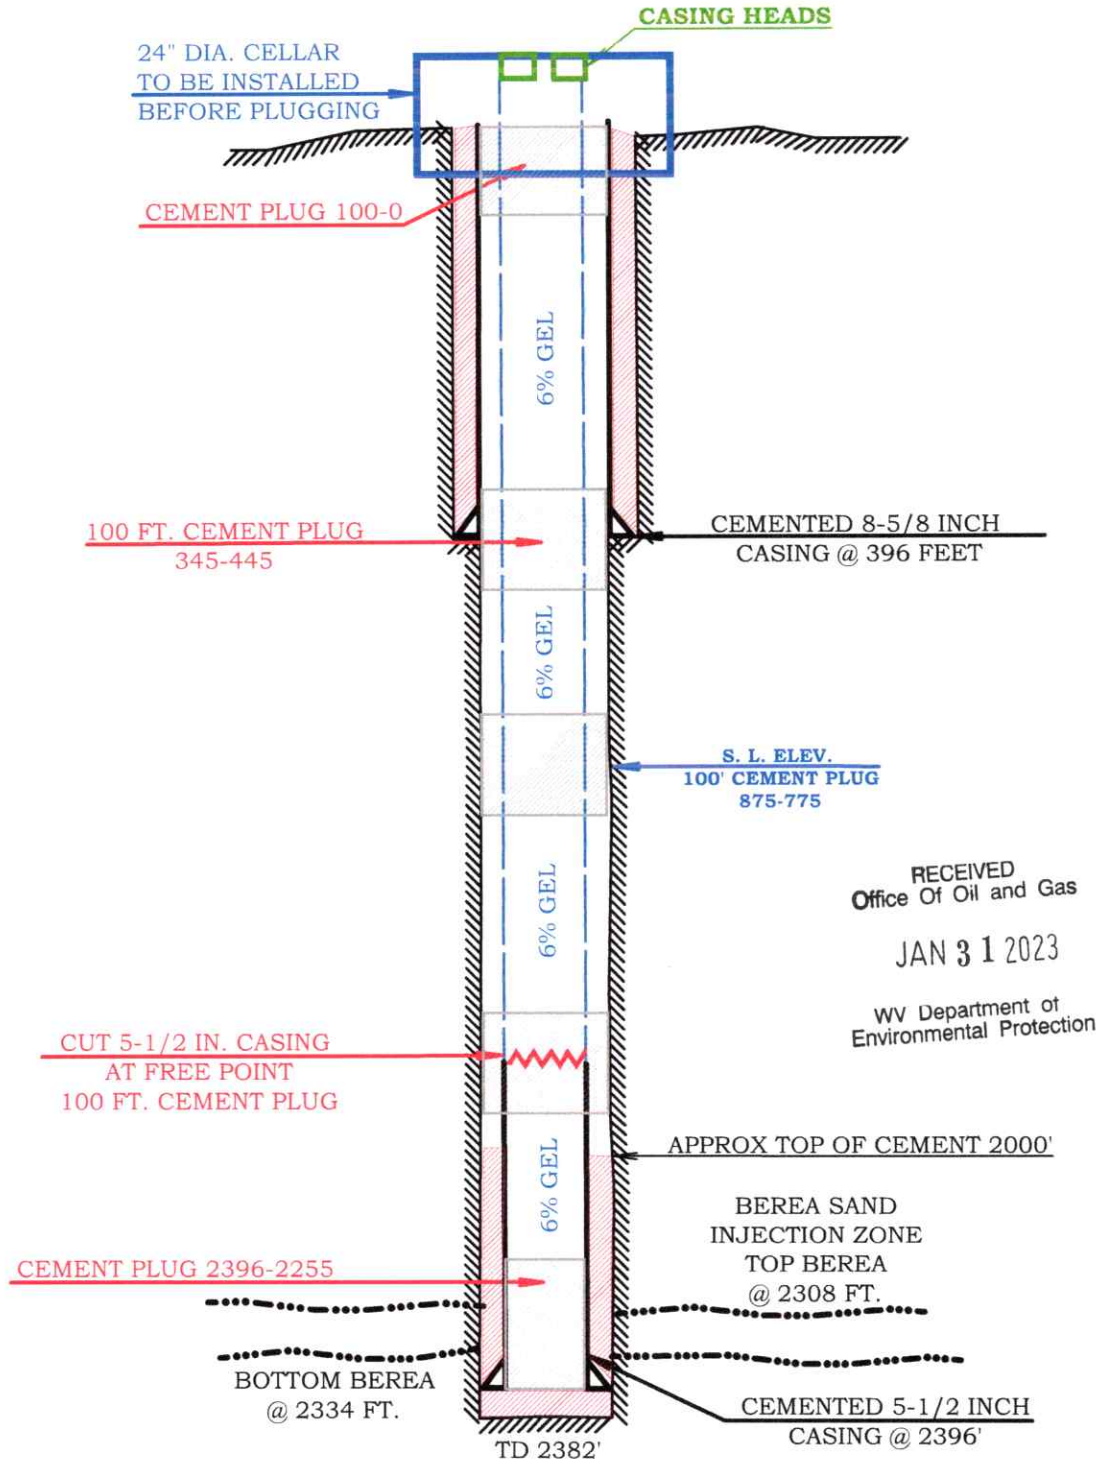 CASING HEADS
24" DIA. CELLAR
TO BE INSTALLED
BEFORE PLUGGING
CEMENT PLUG 100-0
6% GEL
100 FT. CEMENT PLUG
345-445
CEMENTED 8-5/8 INCH
CASING @ 396 FEET
6% GEL
S. L. ELEV.
100' CEMENT PLUG
875-775
6% GEL
RECEIVED
Office Of Oil and Gas
JAN 31 2023
WV Department of
Environmental Protection
CUT 5-1/2 IN. CASING
AT FREE POINT
100 FT. CEMENT PLUG
APPROX TOP OF CEMENT 2000'
6% GEL
BEREA SAND
INJECTION ZONE
TOP BEREA
@ 2308 FT.
CEMENT PLUG 2396-2255
BOTTOM BEREA
@ 2334 FT.
CEMENTED 5-1/2 INCH
CASING @ 2396'
TD 2382'